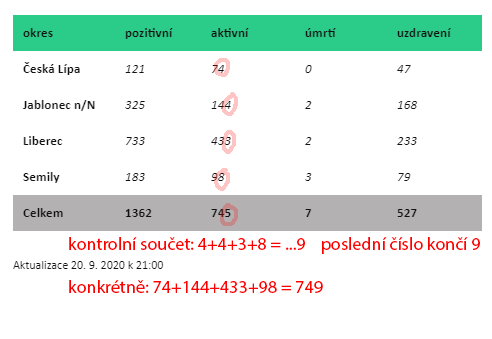 okres pozitivní aktivní úmrtí uzdravení
Česká Lípa 121 74 0 47
Jablonec n/N 325 144 2 168
Liberec 733 433 2 233
Semily 183 98 3 79
Celkem 1362 745 7 527
kontrolní součet: 4+4+3+8 = ...9 poslední číslo končí 9
Aktualizace 20. 9. 2020 k 21:00
konkrétně: 74+144+433+98 = 749